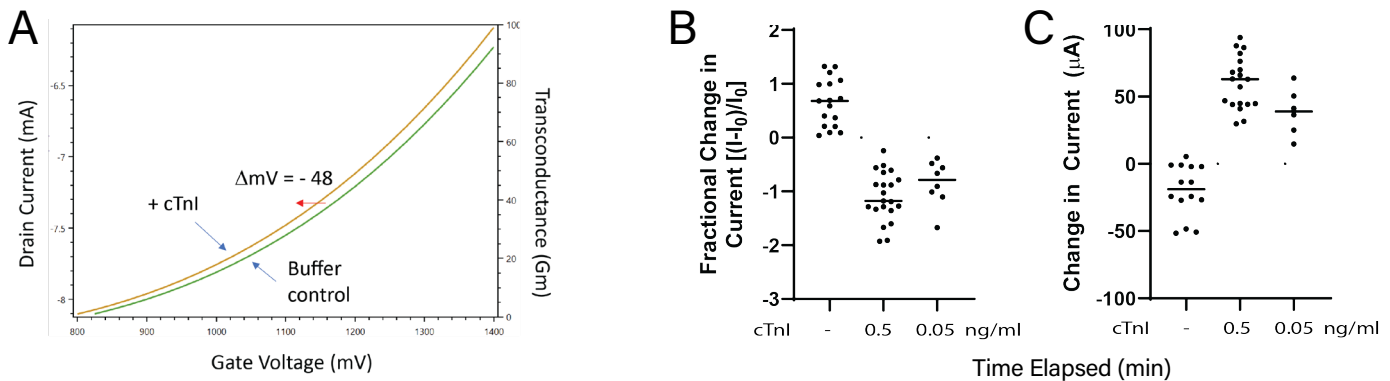 A
Drain Current (mA)
-6.5
-7
-7.5
-8
800
900
1000
1100
1200
1300
1400
Gate Voltage (mV)
100
80
60
40
20
0
Transconductance (Gm)
ΔmV = - 48
+ cTnI
Buffer
control
B
Fractional Change in
Current [(I-I0)/I0]
2
1
0
-1
-2
-3
cTnI
-
0.5
0.05
ng/ml
C
Change in Current (μA)
100
50
0
-50
-100
cTnI
-
0.5
0.05
ng/ml
Time Elapsed (min)